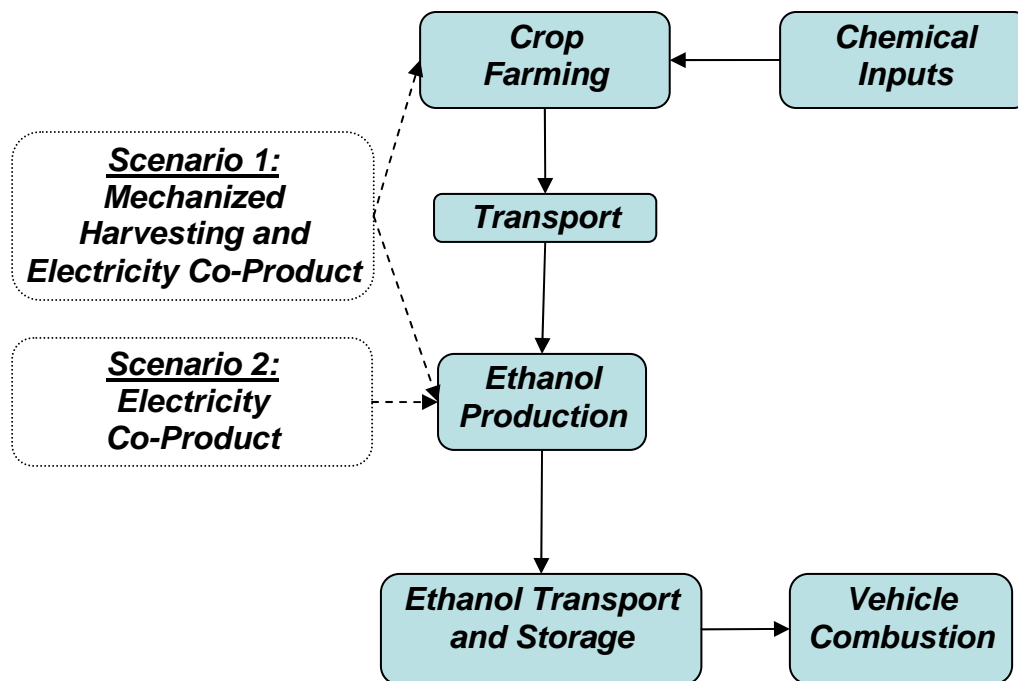 Crop
Farming
Chemical
Inputs
Scenario 1:
Mechanized
Harvesting and
Electricity Co-Product
Transport
Scenario 2:
Electricity
Co-Product
Ethanol
Production
Ethanol Transport
and Storage
Vehicle
Combustion